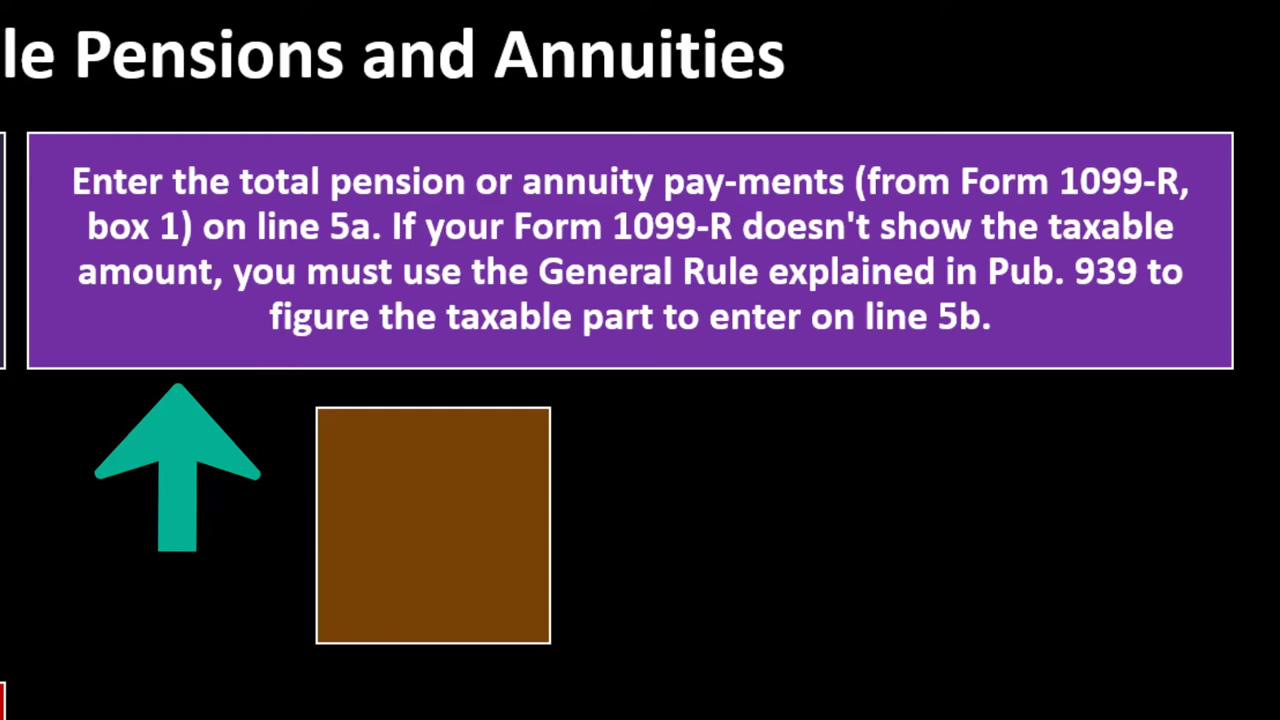 le Pensions and Annuities
Enter the total pension or annuity pay-ments (from Form 1099-R,
box 1) on line 5a. If your Form 1099-R doesn't show the taxable
amount, you must use the General Rule explained in Pub. 939 to
figure the taxable part to enter on line 5b.